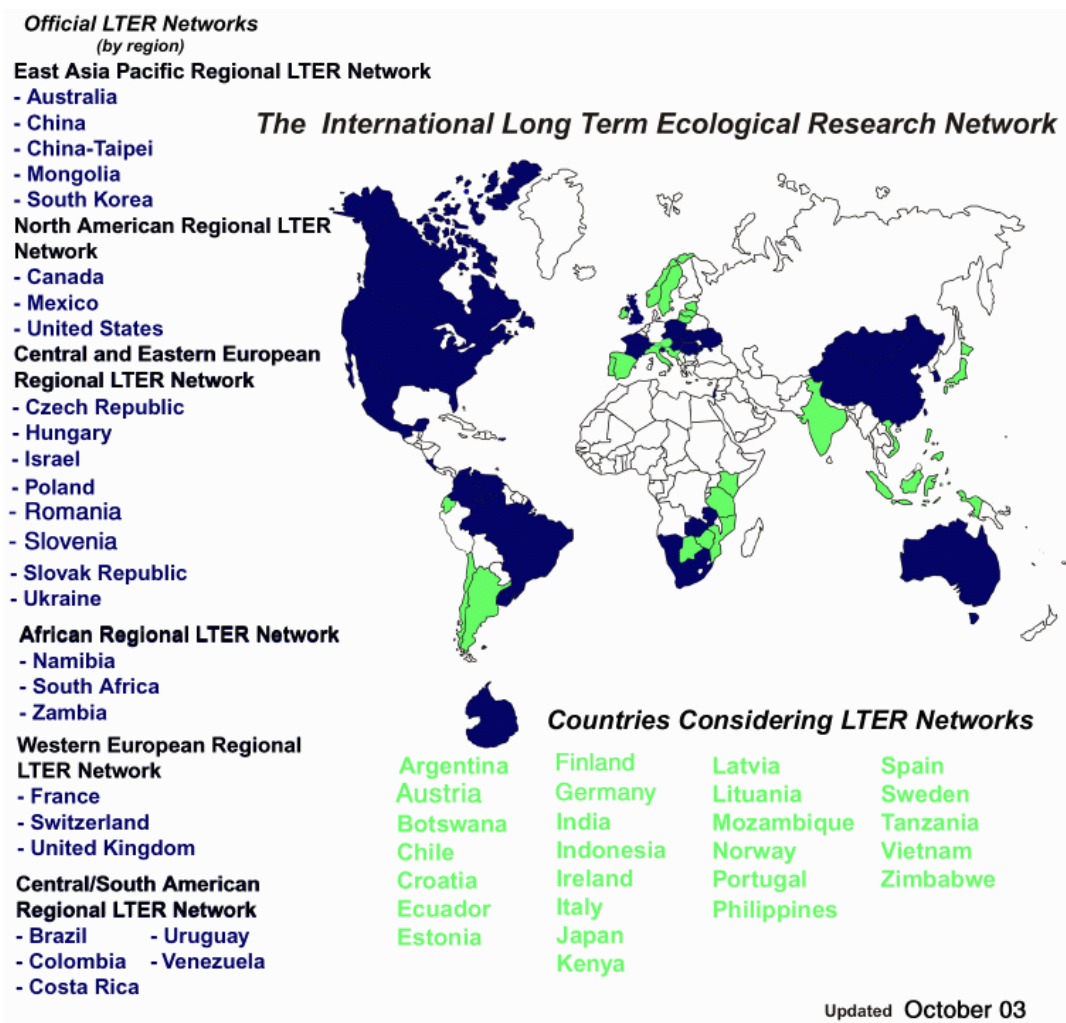 Official LTER Networks
(by region)
East Asia Pacific Regional LTER Network
- Australia
- China
- China-Taipei
- Mongolia
- South Korea
North American Regional LTER
Network
- Canada
- Mexico
- United States
Central and Eastern European
Regional LTER Network
- Czech Republic
- Hungary
- Israel
- Poland
- Romania
- Slovenia
- Slovak Republic
- Ukraine
African Regional LTER Network
- Namibia
- South Africa
- Zambia
Western European Regional
LTER Network
- France
- Switzerland
- United Kingdom
Central/South American
Regional LTER Network
- Brazil - Uruguay
- Colombia - Venezuela
- Costa Rica
The International Long Term Ecological Research Network
Countries Considering LTER Networks
Argentina Finland Latvia Spain
Austria Germany Lituania Sweden
Botswana India Mozambique Tanzania
Chile Indonesia Norway Vietnam
Croatia Ireland Portugal Zimbabwe
Ecuador Italy Philippines
Estonia Japan
Kenya
Updated October 03